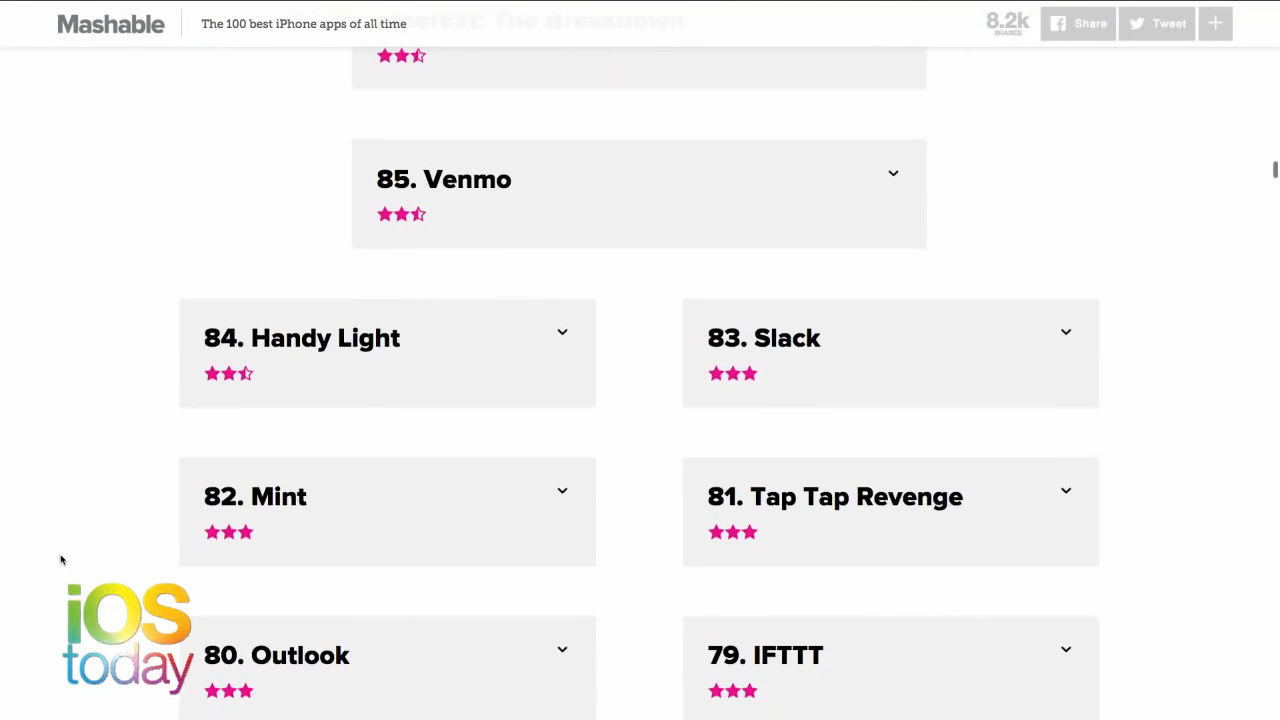 Mashable
The 100 best iPhone apps of all time
8.2k
SHARES
Share
Tweet
85. Venmo
84. Handy Light
83. Slack
82. Mint
81. Tap Tap Revenge
80. Outlook
79. IFTTT
iOS
today